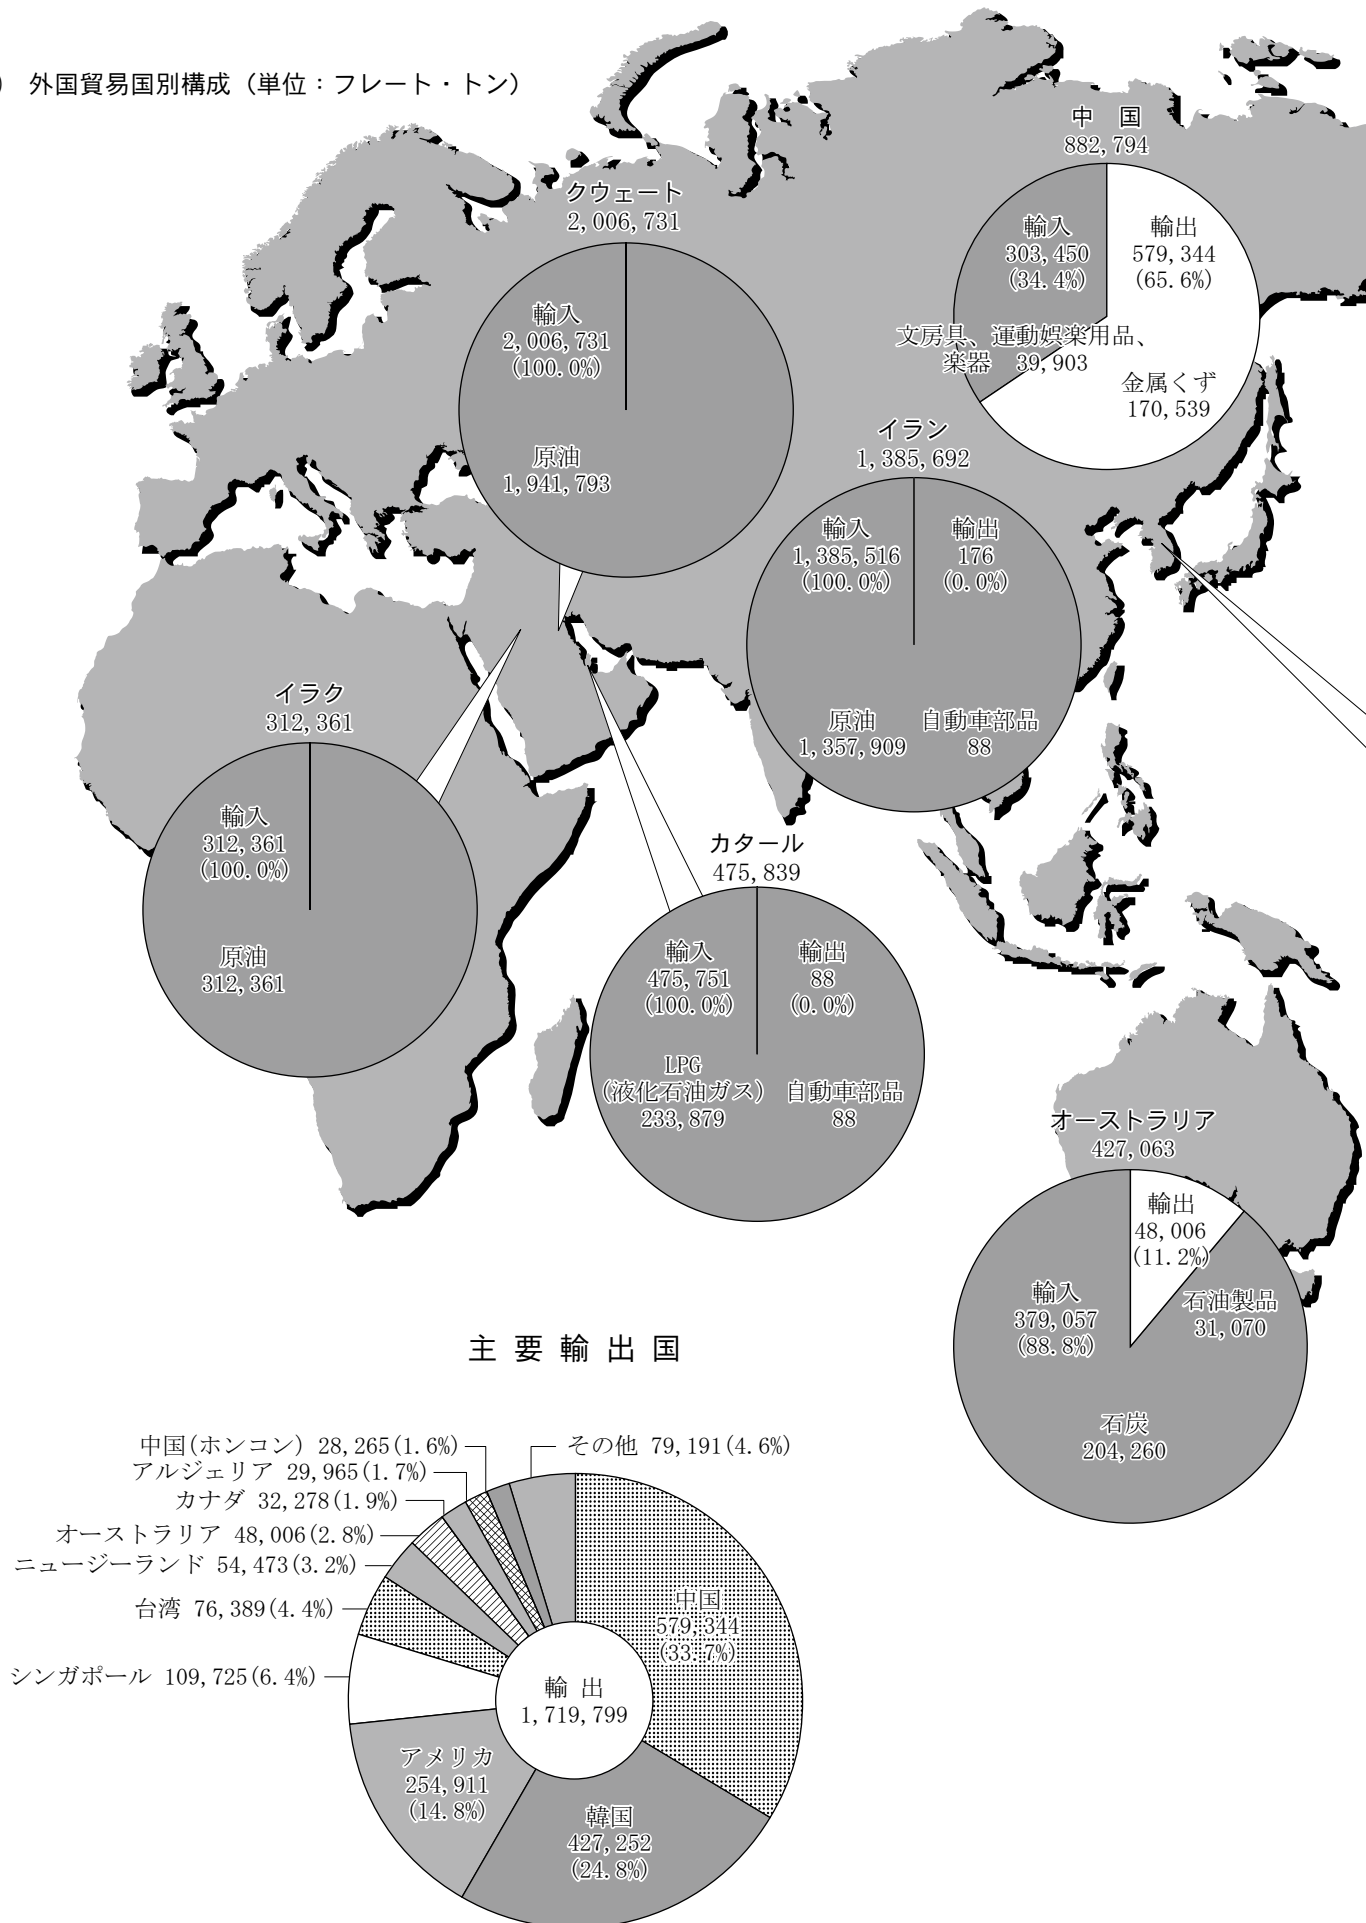 ) 外国貿易国別構成（単位：フレート・トン）
中 国
882,794
輸入
303,450
(34.4%)
輸出
579,344
(65.6%)
文房具、運動娯楽用品、
楽器 39,903
金属くず
170,539
クウェート
2,006,731
輸入
2,006,731
(100.0%)
原油
1,941,793
イラン
1,385,692
輸入
1,385,516
(100.0%)
輸出
176
(0.0%)
原油
1,357,909
自動車部品
88
イラク
312,361
輸入
312,361
(100.0%)
原油
312,361
カタール
475,839
輸入
475,751
(100.0%)
輸出
88
(0.0%)
LPG
(液化石油ガス)
233,879
自動車部品
88
オーストラリア
427,063
輸出
48,006
(11.2%)
輸入
379,057
(88.8%)
石油製品
31,070
石炭
204,260
主要輸出国
中国(ホンコン) 28,265(1.6%)
その他 79,191(4.6%)
アルジェリア 29,965(1.7%)
カナダ 32,278(1.9%)
オーストラリア 48,006(2.8%)
ニュージーランド 54,473(3.2%)
台湾 76,389(4.4%)
シンガポール 109,725(6.4%)
中国
579,344
(33.7%)
輸 出
1,719,799
アメリカ
254,911
(14.8%)
韓国
427,252
(24.8%)